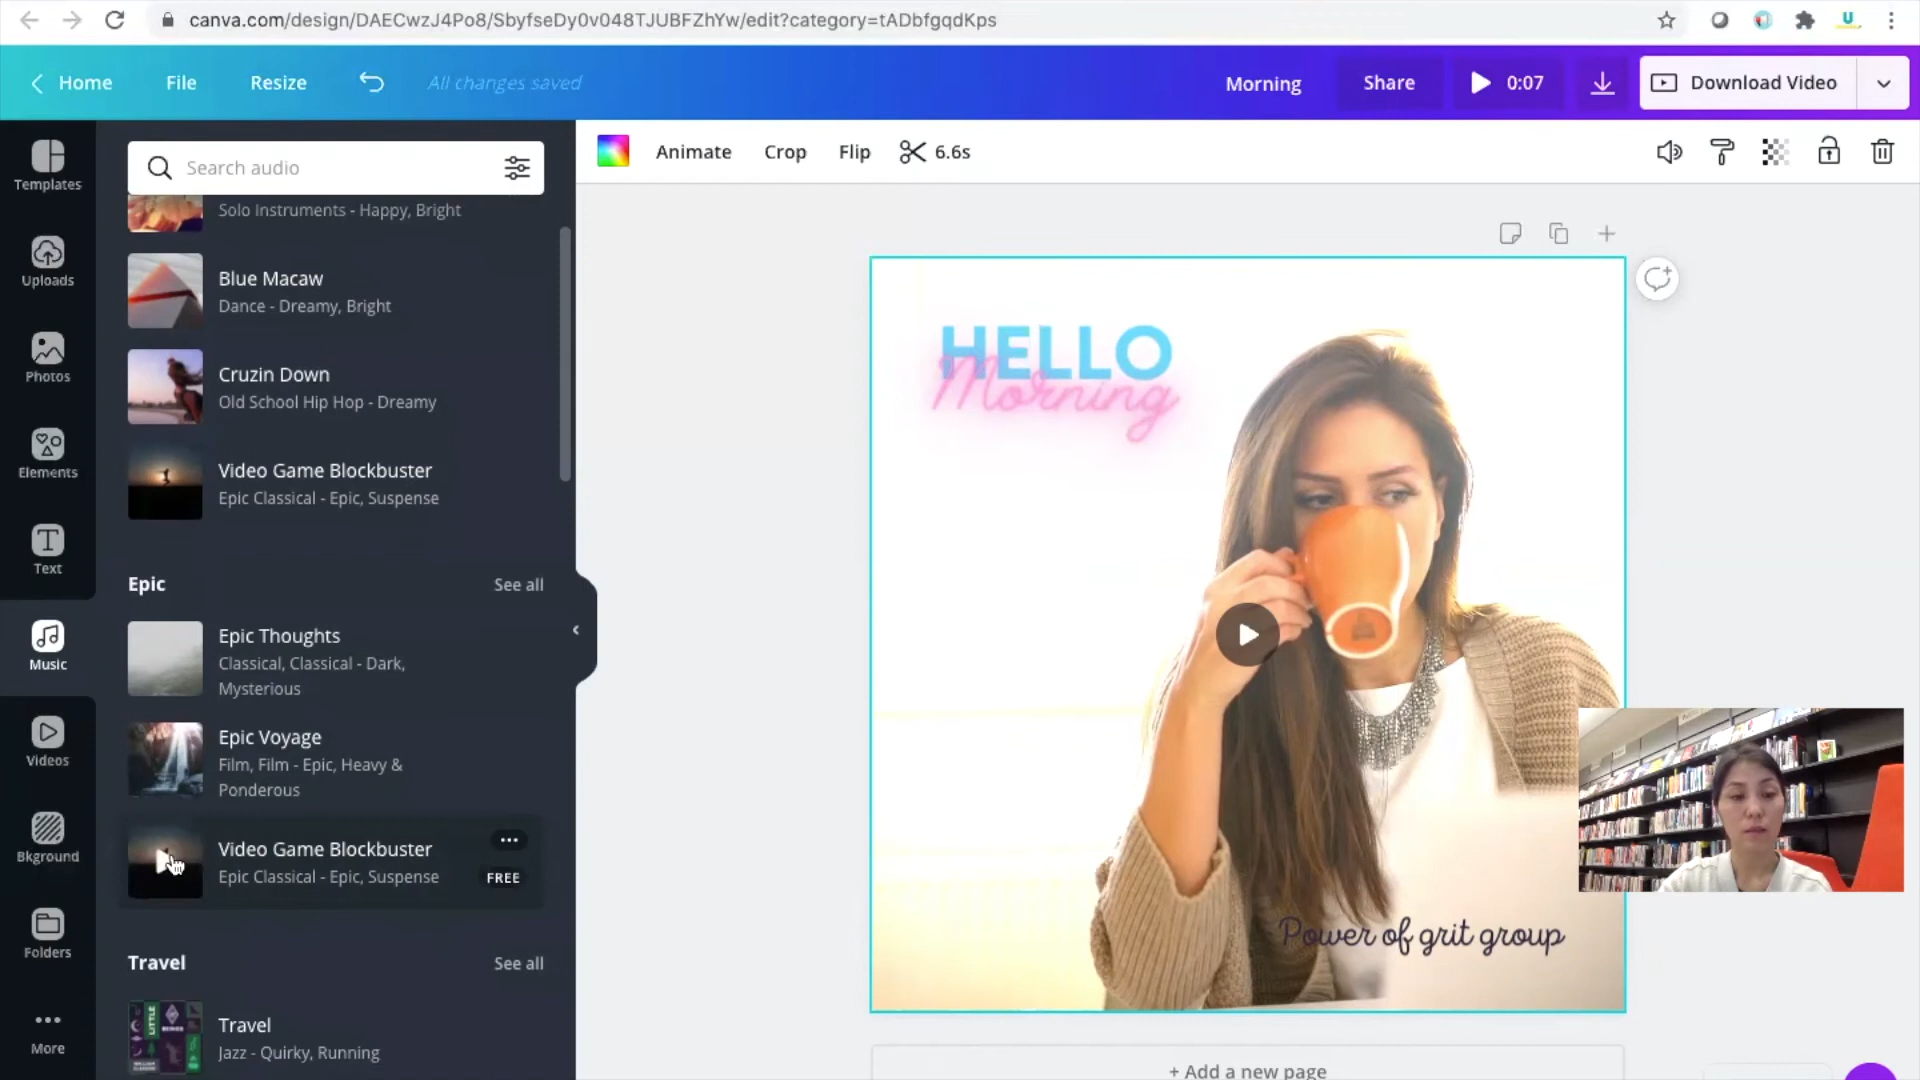 canva.com/design/DAECwzJ4Po8/SbyfseDy0v048TJUBFZhYw/edit?category=tADbfgqdKps
Home
File
Resize
All changes saved
Morning
Share
0:07
Download Video
Templates
Uploads
Photos
Elements
Text
Music
Videos
Bkground
Folders
More
Search audio
Solo Instruments - Happy, Bright
Blue Macaw
Dance - Dreamy, Bright
Cruzin Down
Old School Hip Hop - Dreamy
Video Game Blockbuster
Epic Classical - Epic, Suspense
Epic
See all
Epic Thoughts
Classical, Classical - Dark,
Mysterious
Epic Voyage
Film, Film - Epic, Heavy &
Ponderous
Video Game Blockbuster
Epic Classical - Epic, Suspense
FREE
Travel
See all
LITTLE
Travel
Jazz - Quirky, Running
Animate
Crop
Flip
6.6s
HELLO
Morning
Power of grit group
+ Add a new page